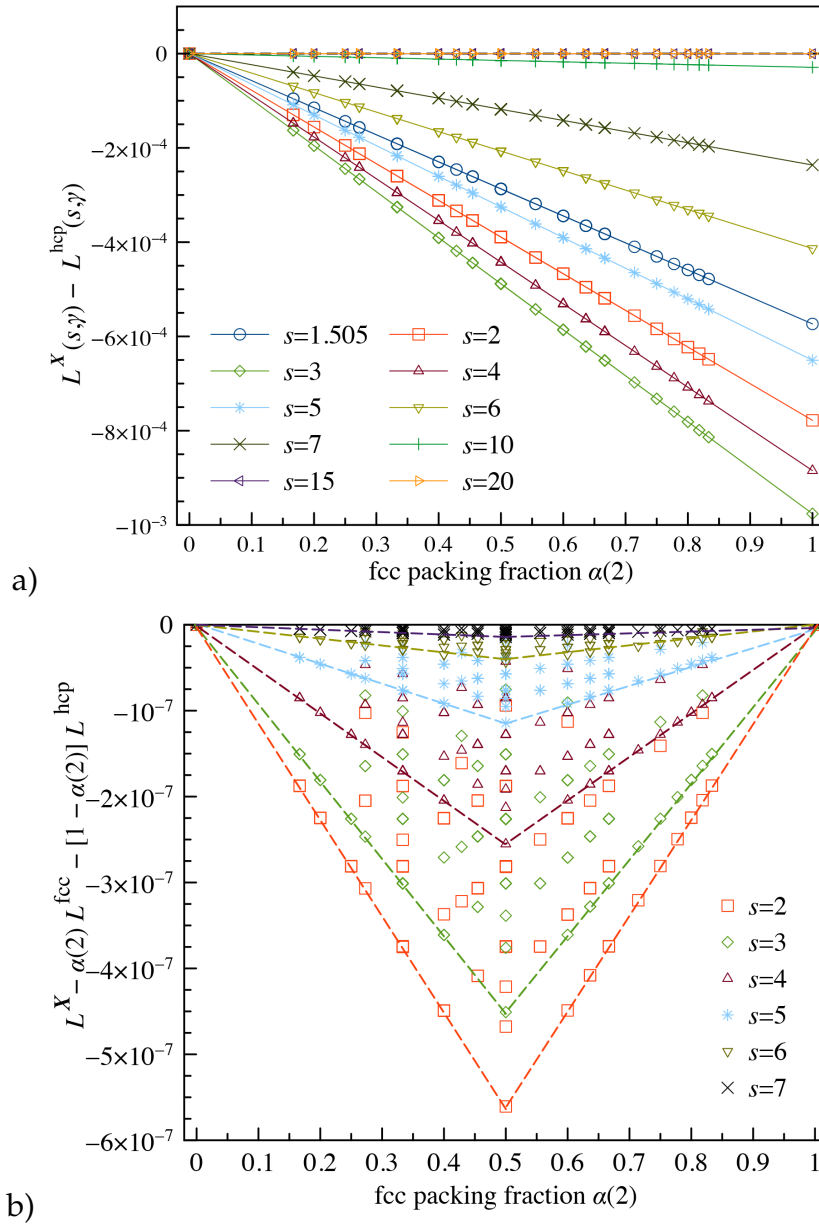 0
−2×10⁻⁴
−4×10⁻⁴
−6×10⁻⁴
−8×10⁻⁴
−10⁻³
Lˣ(s,γ) − Lʰᶜᵖ(s,γ)
s=1.505 s=2
s=3 s=4
s=5 s=6
s=7 s=10
s=15 s=20
0 0.1 0.2 0.3 0.4 0.5 0.6 0.7 0.8 0.9 1
fcc packing fraction α(2)
a)
0
−10⁻⁷
−2×10⁻⁷
−3×10⁻⁷
−4×10⁻⁷
−5×10⁻⁷
−6×10⁻⁷
Lˣ − α(2) Lᶠᶜᶜ − [1 − α(2)] Lʰᶜᵖ
s=2
s=3
s=4
s=5
s=6
s=7
0 0.1 0.2 0.3 0.4 0.5 0.6 0.7 0.8 0.9 1
fcc packing fraction α(2)
b)